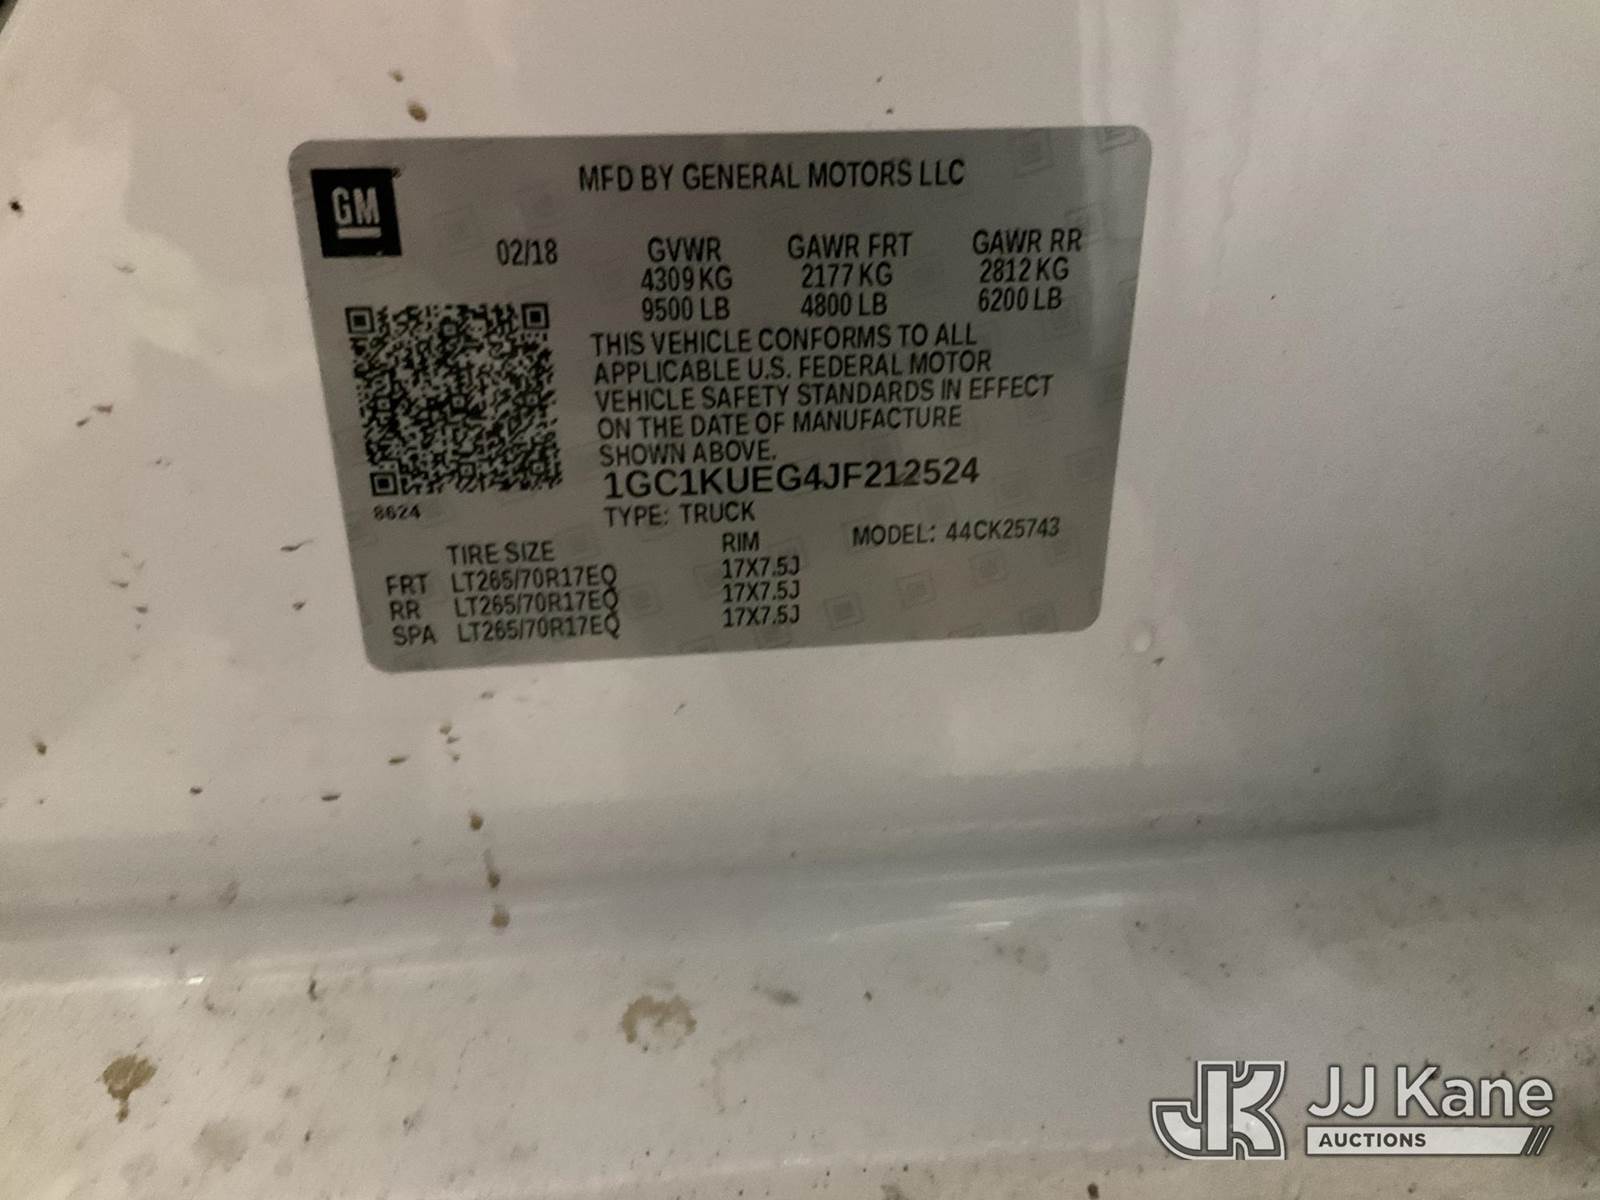 GM
MFD BY GENERAL MOTORS LLC
02/18 GVWR GAWR FRT GAWR RR
4309 KG 2177 KG 2812 KG
9500 LB 4800 LB 6200 LB
THIS VEHICLE CONFORMS TO ALL
APPLICABLE U.S. FEDERAL MOTOR
VEHICLE SAFETY STANDARDS IN EFFECT
ON THE DATE OF MANUFACTURE
SHOWN ABOVE.
1GC1KUEG4JF212524
8624
TYPE: TRUCK
MODEL: 44CK25743
TIRE SIZE RIM
FRT LT265/70R17EQ 17X7.5J
RR LT265/70R17EQ 17X7.5J
SPA LT265/70R17EQ 17X7.5J
JK JJ Kane
AUCTIONS